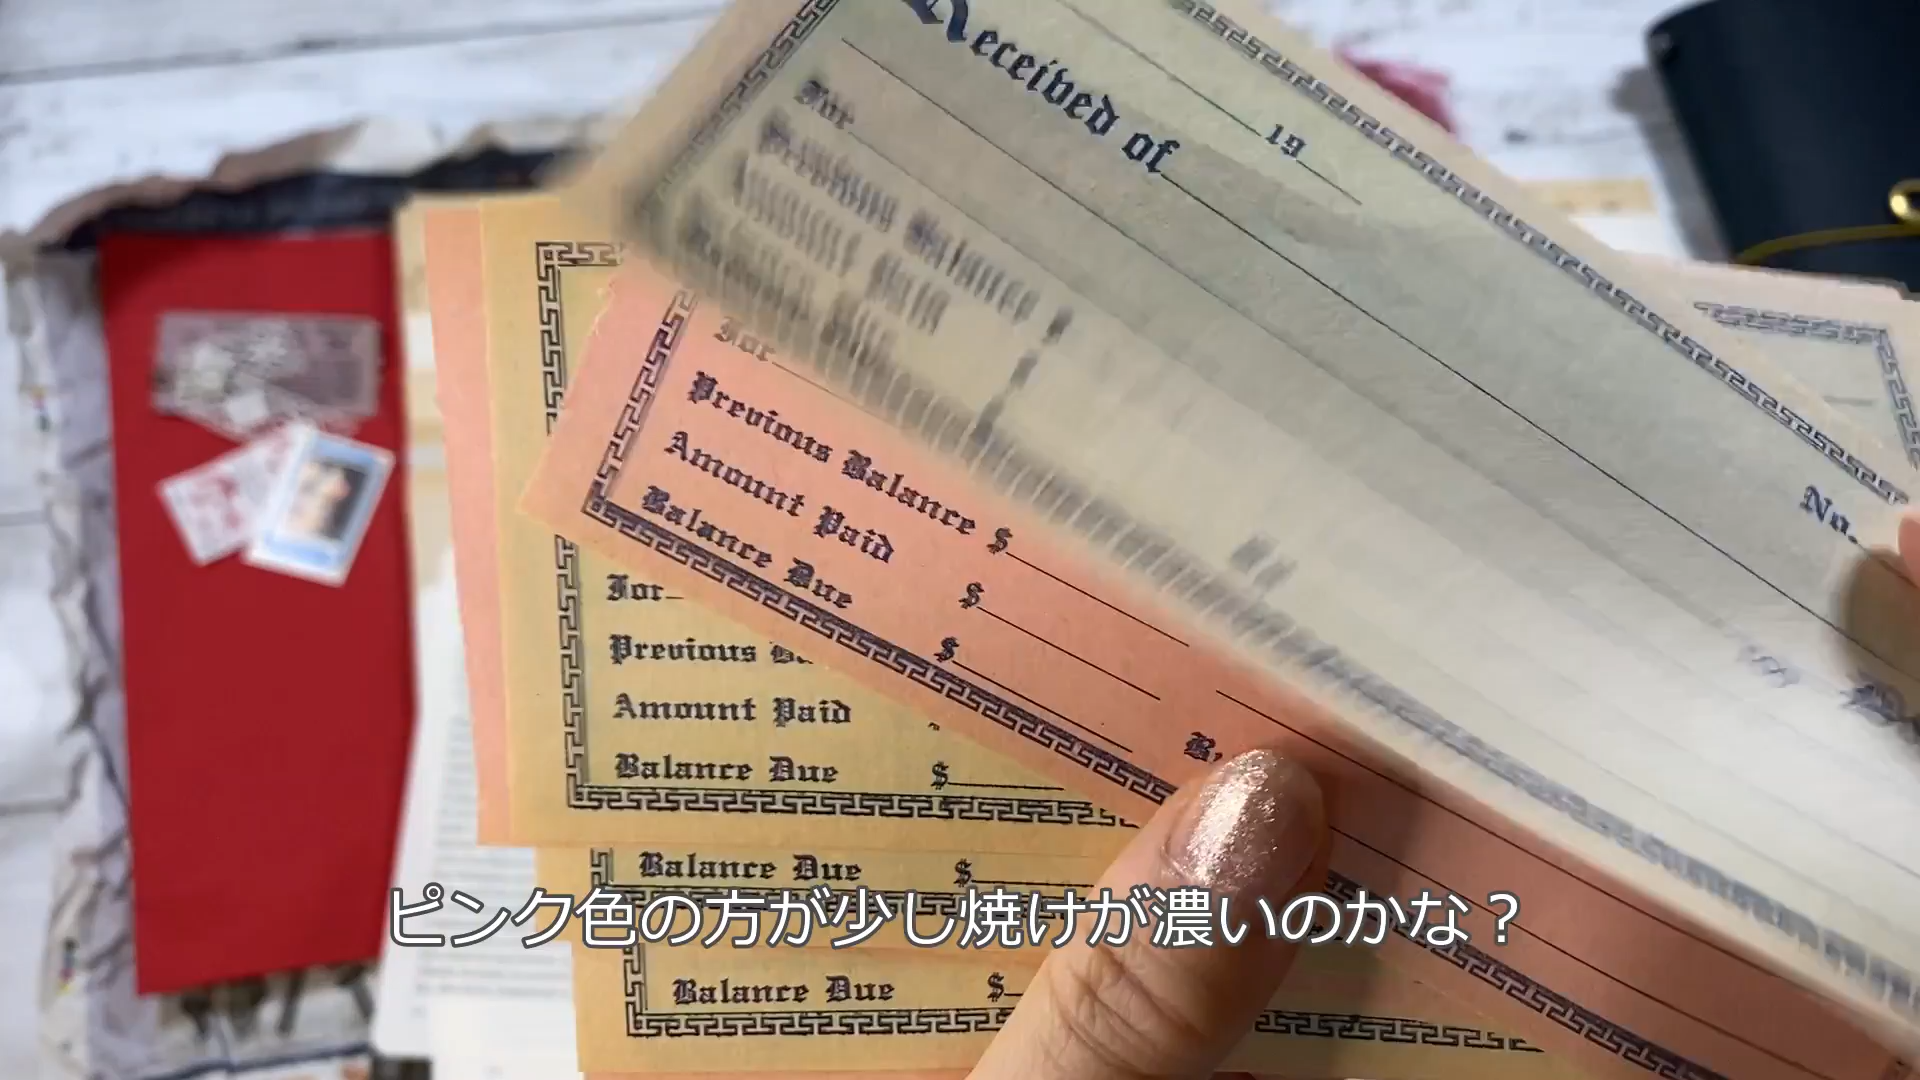 Received of
19
For
Previous Balance $
No.
For
Previous Balance $
Amount Paid $
Balance Due $
For
Previous
Amount Paid
Balance Due $
Balance Due $
ピンク色の方が少し焼けが濃いのかな？
Balance Due $